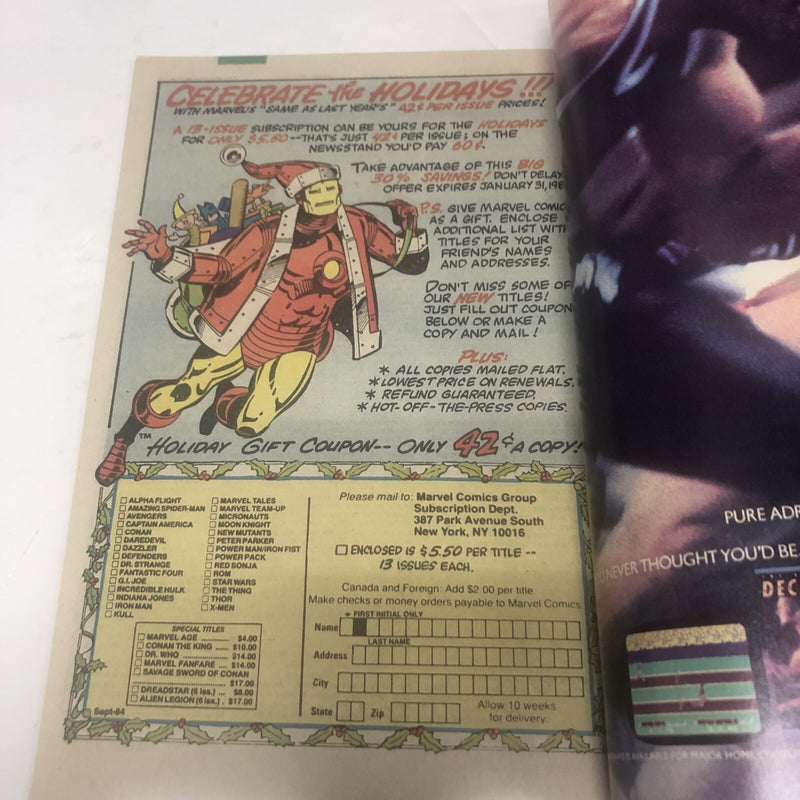 CELEBRATE the HOLIDAYS!!!
WITH MARVEL'S "SAME AS LAST YEAR'S" 42¢ PER ISSUE PRICES!
A 13-ISSUE SUBSCRIPTION CAN BE YOURS FOR THE HOLIDAYS
FOR ONLY $5.50--THAT'S JUST 42¢ PER ISSUE; ON THE
NEWSSTAND YOU'D PAY 60¢.
TAKE ADVANTAGE OF THIS BIG
30% SAVINGS! DON'T DELAY
OFFER EXPIRES JANUARY 31, 198
P.S. GIVE MARVEL COMIC
AS A GIFT. ENCLOSE
ADDITIONAL LIST WITH
TITLES FOR YOUR
FRIEND'S NAMES
AND ADDRESSES.
DON'T MISS SOME OF
OUR NEW TITLES!
JUST FILL OUT COUPON
BELOW OR MAKE A
COPY AND MAIL!
PLUS:
* ALL COPIES MAILED FLAT.
* LOWEST PRICE ON RENEWALS.
* REFUND GUARANTEED.
* HOT-OFF-THE-PRESS COPIES.
TM
HOLIDAY GIFT COUPON-- ONLY 42¢ A COPY!
ALPHA FLIGHT
AMAZING SPIDER-MAN
AVENGERS
CAPTAIN AMERICA
CONAN
DAREDEVIL
DAZZLER
DEFENDERS
DR. STRANGE
FANTASTIC FOUR
G.I. JOE
INCREDIBLE HULK
INDIANA JONES
IRON MAN
KULL
MARVEL TALES
MARVEL TEAM-UP
MICRONAUTS
MOON KNIGHT
NEW MUTANTS
PETER PARKER
POWER MAN/IRON FIST
POWER PACK
RED SONJA
ROM
STAR WARS
THE THING
THOR
X-MEN
SPECIAL TITLES
MARVEL AGE ........... $4.00
CONAN THE KING ....... $10.00
DR. WHO .............. $14.00
MARVEL FANFARE .... $14.00
SAVAGE SWORD OF CONAN
........................ $17.00
DREADSTAR (6 iss.) ... $8.00
ALIEN LEGION (6 iss.) . $17.00
Sept-84
Please mail to: Marvel Comics Group
Subscription Dept.
387 Park Avenue South
New York, NY 10016
ENCLOSED IS $5.50 PER TITLE --
13 ISSUES EACH.
Canada and Foreign: Add $2.00 per title
Make checks or money orders payable to Marvel Comics
FIRST INITIAL ONLY
Name
LAST NAME
Address
City
State Zip
Allow 10 weeks
for delivery.
PURE
NEVER THOUGHT YOU'D BE
DEC
AVAILABLE FOR MAJOR HOME